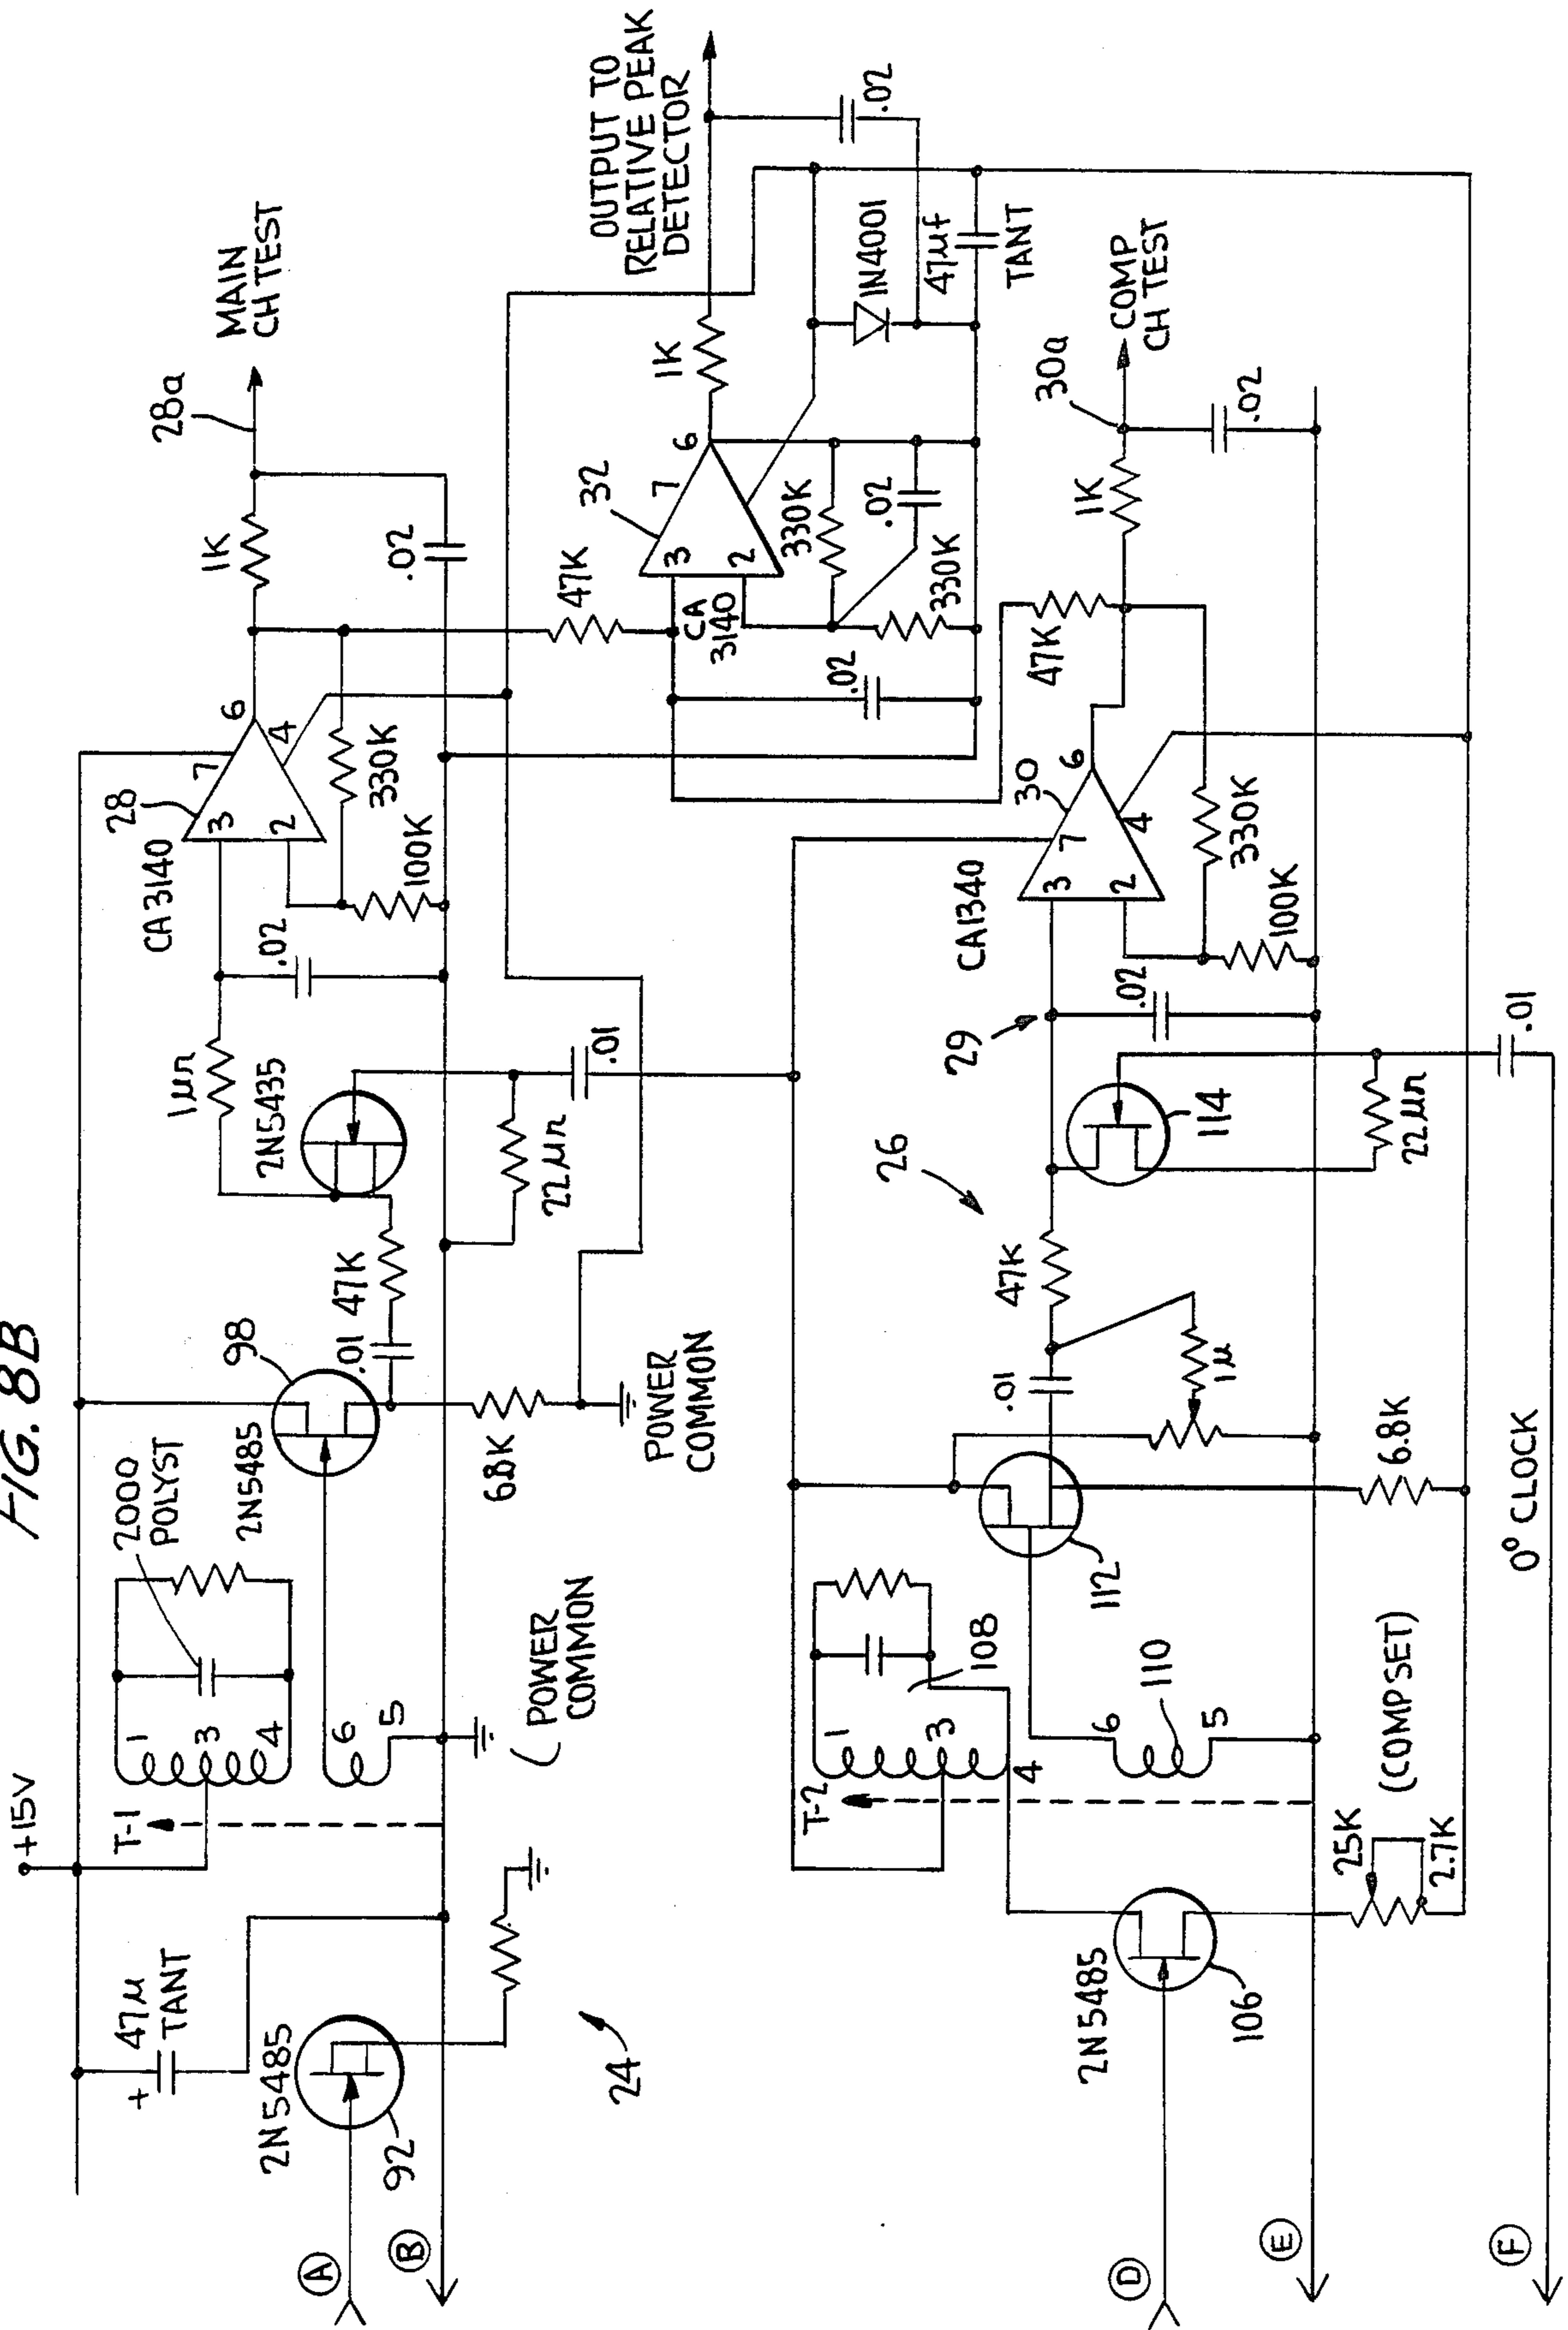 FIG. 8B
+15V
47μ
TANT
+
2N5485
92
24
A
B
T-1
1
3
4
6
5
2000
POLYST
2N5485
98
(POWER
COMMON
.01
47K
68K
POWER
COMMON
2N5435
1μn
22μn
.01
.02
CA3140
28
3
2
7
6
4
330K
100K
1K
.02
28a
MAIN
CH TEST
47K
32
3
2
7
6
CA
3140
.02
330K
.02
330K
1K
OUTPUT TO
RELATIVE PEAK
DETECTOR
.02
1N4001
47μf
TANT
T-2
1
3
4
108
6
5
110
112
.01
47K
1μ
26
29
114
22μn
.01
.02
CA1340
30
3
2
7
6
4
330K
100K
47K
1K
30a
COMP
CH TEST
.02
D
2N5485
106
25K
2.7K
(COMPSET)
6.8K
E
0° CLOCK
F